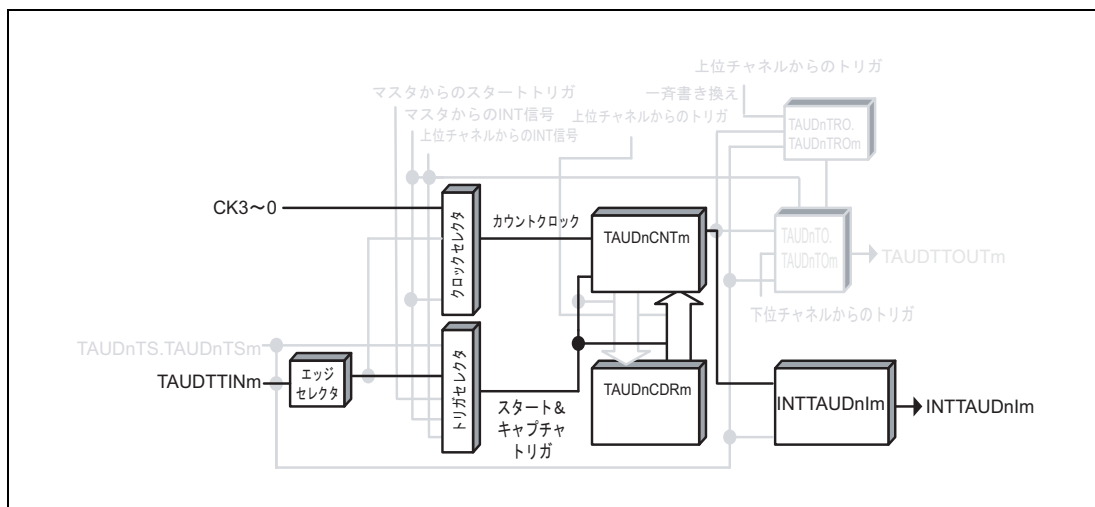 上位チャネルからのトリガ
マスタからのスタートトリガ
一斉書き換え
マスタからのINT信号
上位チャネルからのトリガ
上位チャネルからのINT信号
TAUDnTRO.
TAUDnTROm
CK3～0
クロックセレクタ
カウントクロック
TAUDnCNTm
TAUDnTO.
TAUDnTOm
TAUDTTOUTm
下位チャネルからのトリガ
TAUDnTS.TAUDnTSm
TAUDTTINm
エッジ
セレクタ
トリガセレクタ
スタート&
キャプチャ
トリガ
TAUDnCDRm
INTTAUDnIm
INTTAUDnIm